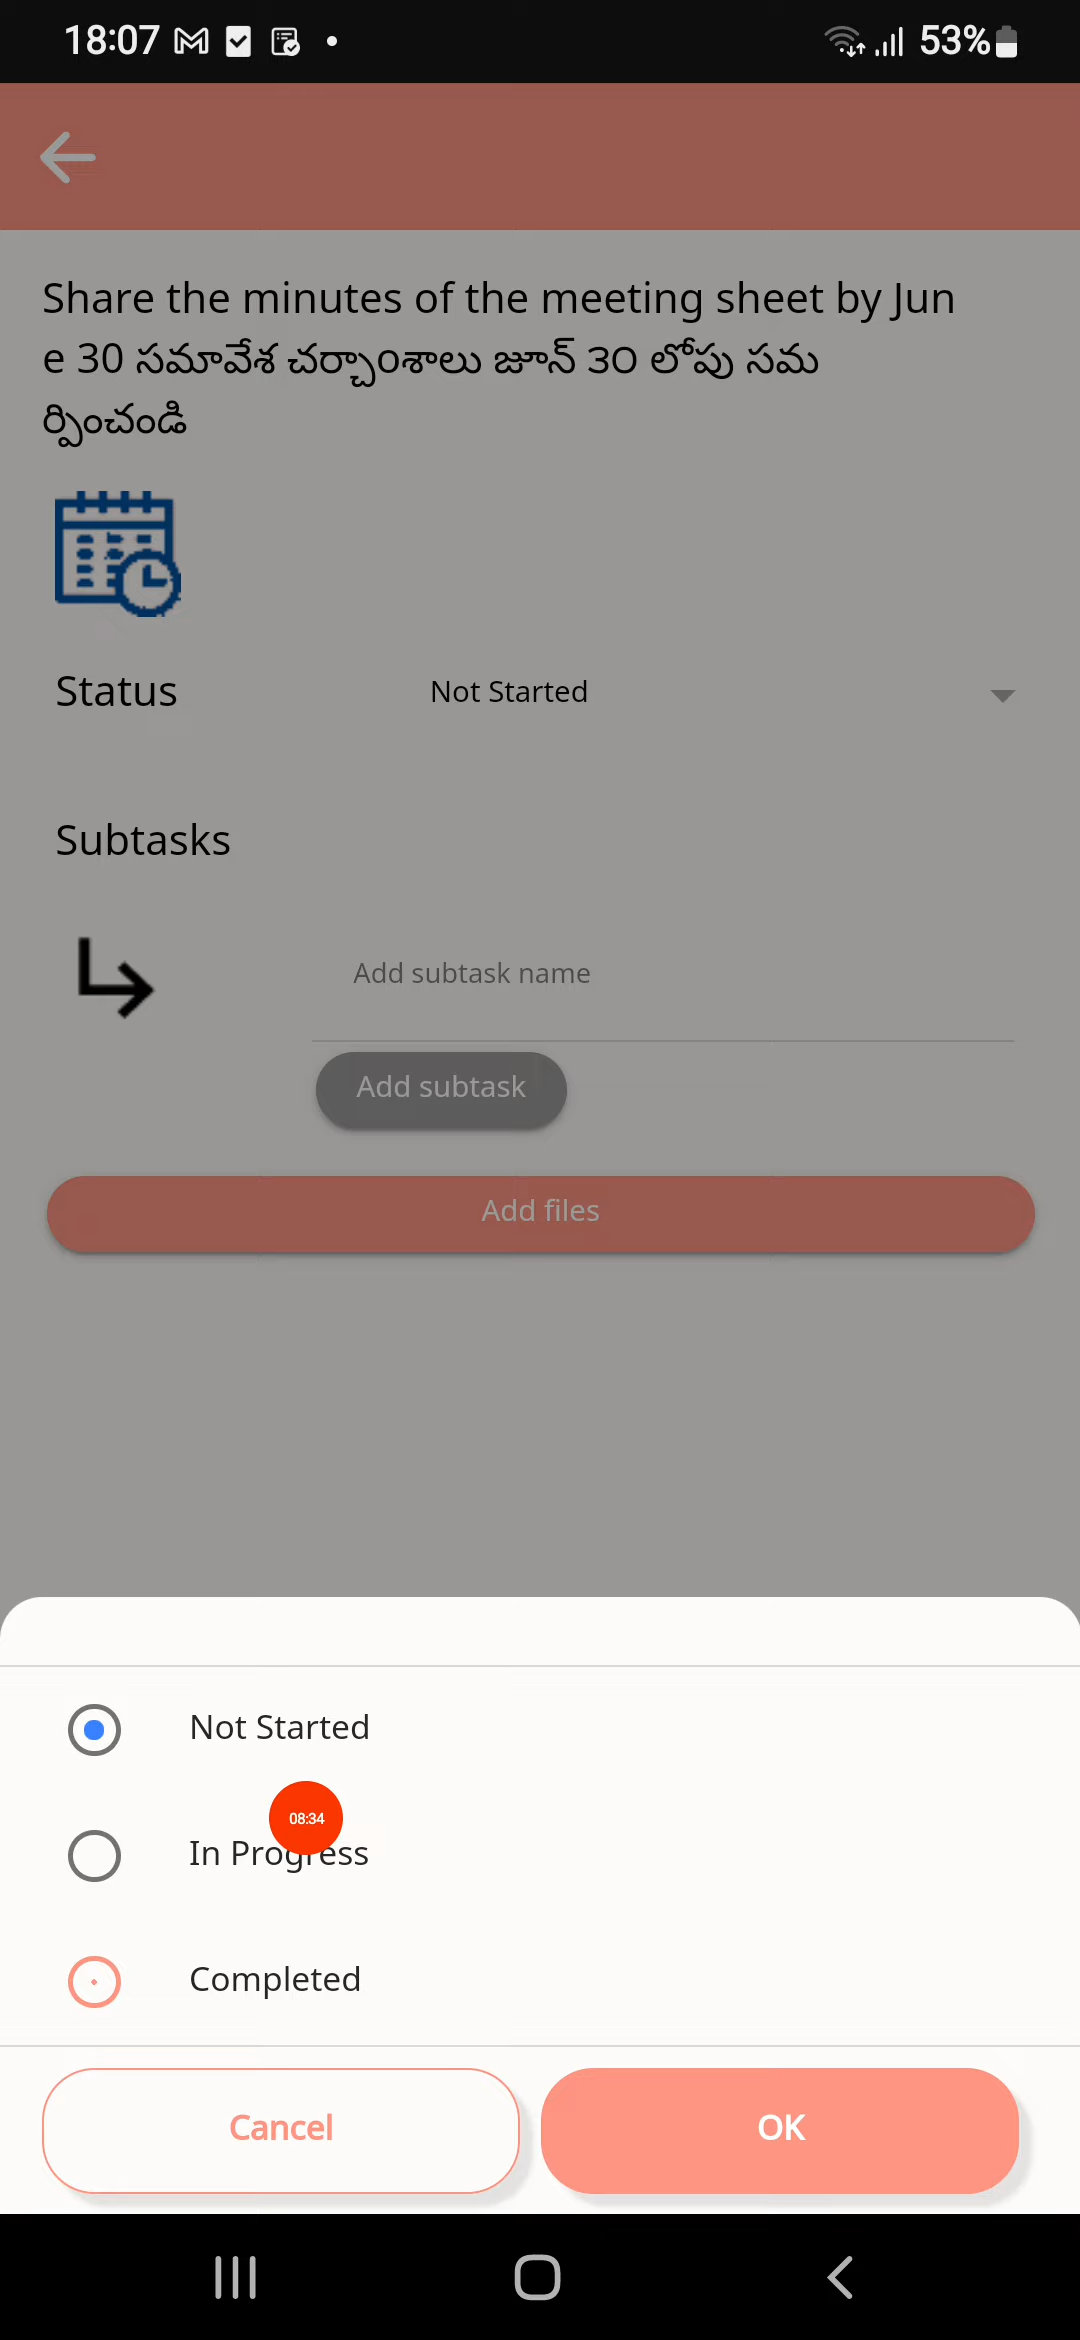 18:07
53%
Share the minutes of the meeting sheet by Jun
e 30 సమావేశ చర్చాంశాలు జూన్ 30 లోపు సమ
ర్పించండి
Status
Not Started
Subtasks
Add subtask name
Add subtask
Add files
Not Started
08:34
In Progress
Completed
Cancel
OK